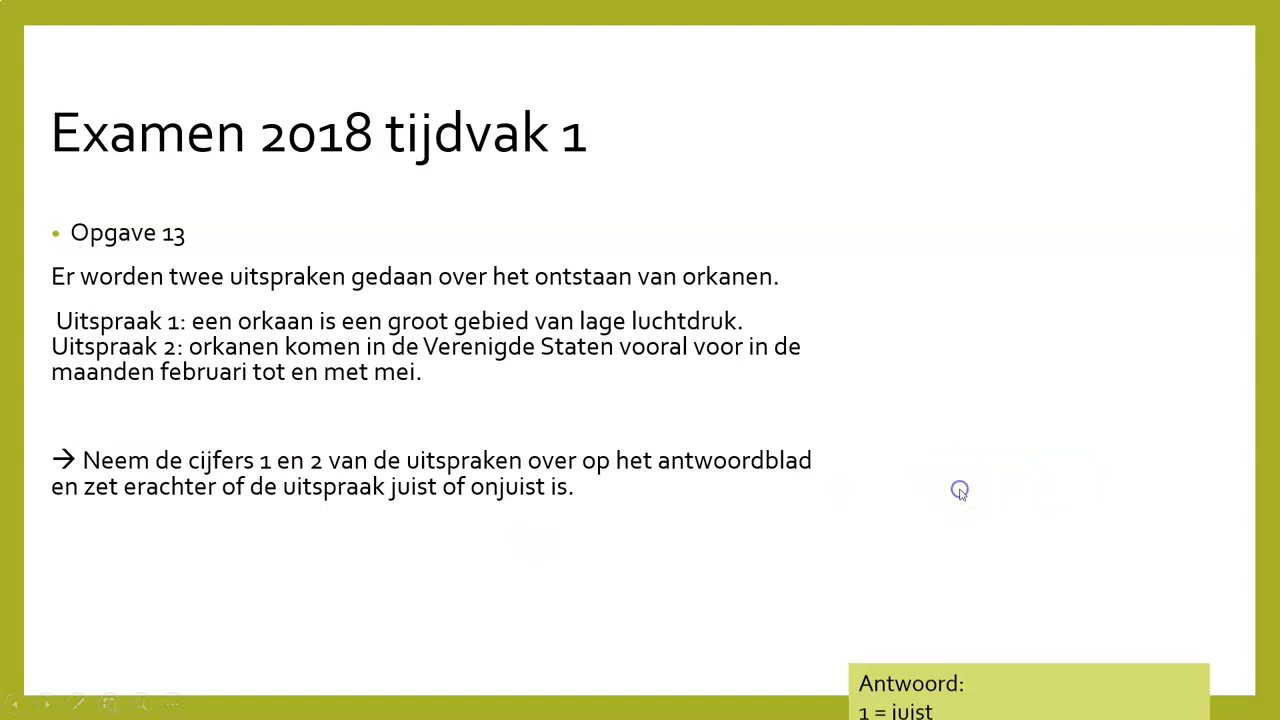 Examen 2018 tijdvak 1
• Opgave 13
Er worden twee uitspraken gedaan over het ontstaan van orkanen.
Uitspraak 1: een orkaan is een groot gebied van lage luchtdruk.
Uitspraak 2: orkanen komen in de Verenigde Staten vooral voor in de
maanden februari tot en met mei.
→ Neem de cijfers 1 en 2 van de uitspraken over op het antwoordblad
en zet erachter of de uitspraak juist of onjuist is.
Antwoord:
1 = juist